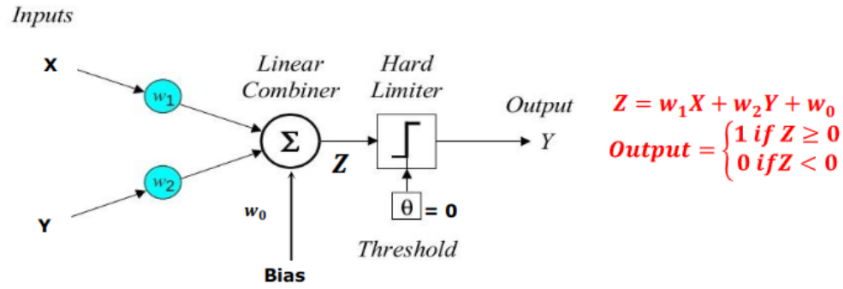 Inputs
X
w1
Linear
Combiner
Hard
Limiter
Output
Y
Z = w₁X + w₂Y + w₀
Output = {1 if Z ≥ 0
0 ifZ < 0
Σ
Z
w2
Y
w₀
θ = 0
Threshold
Bias